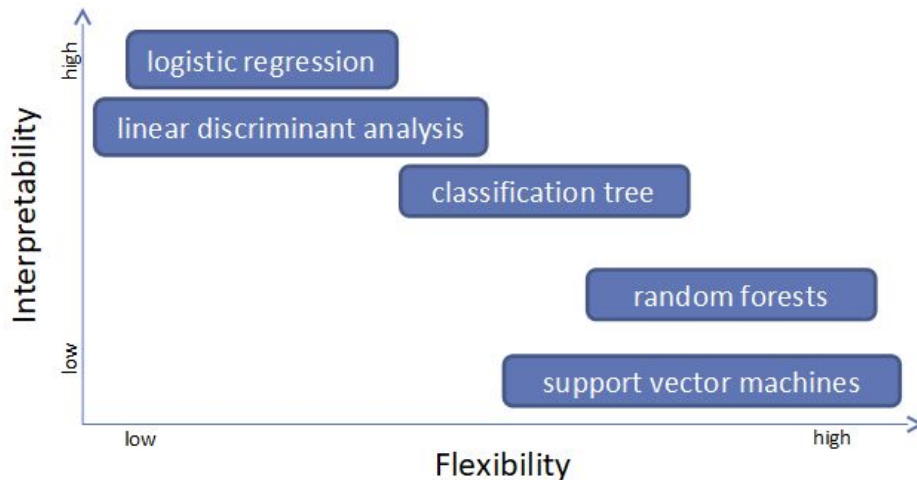 high
logistic regression
linear discriminant analysis
classification tree
Interpretability
random forests
low
support vector machines
low
high
Flexibility